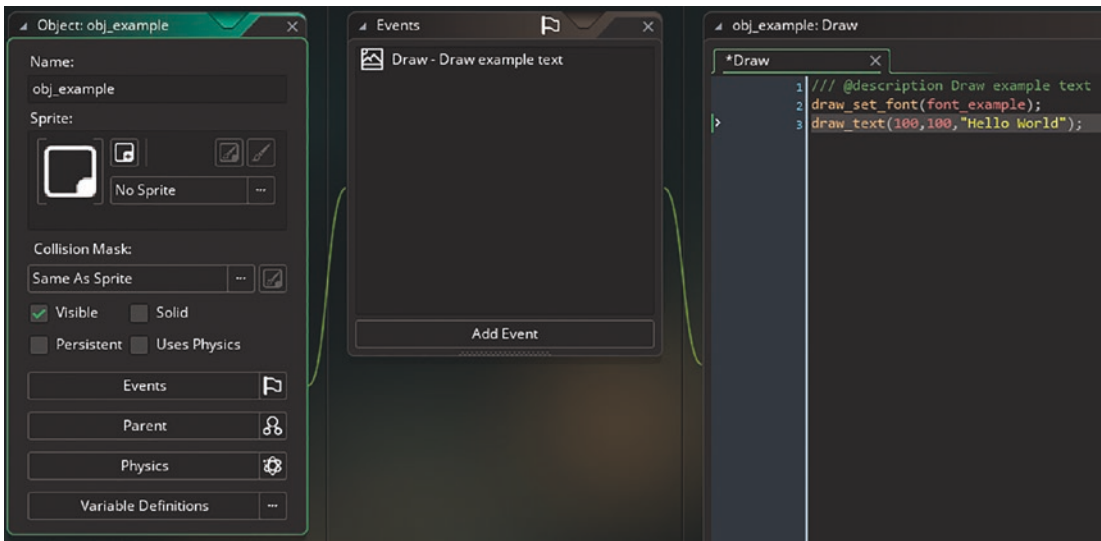 Object: obj_example
Name:
obj_example
Sprite:
No Sprite
...
Collision Mask:
Same As Sprite
...
Visible
Solid
Persistent
Uses Physics
Events
Parent
Physics
Variable Definitions
...
Events
Draw - Draw example text
Add Event
obj_example: Draw
*Draw
1 /// @description Draw example text
2 draw_set_font(font_example);
3 draw_text(100,100,"Hello World");